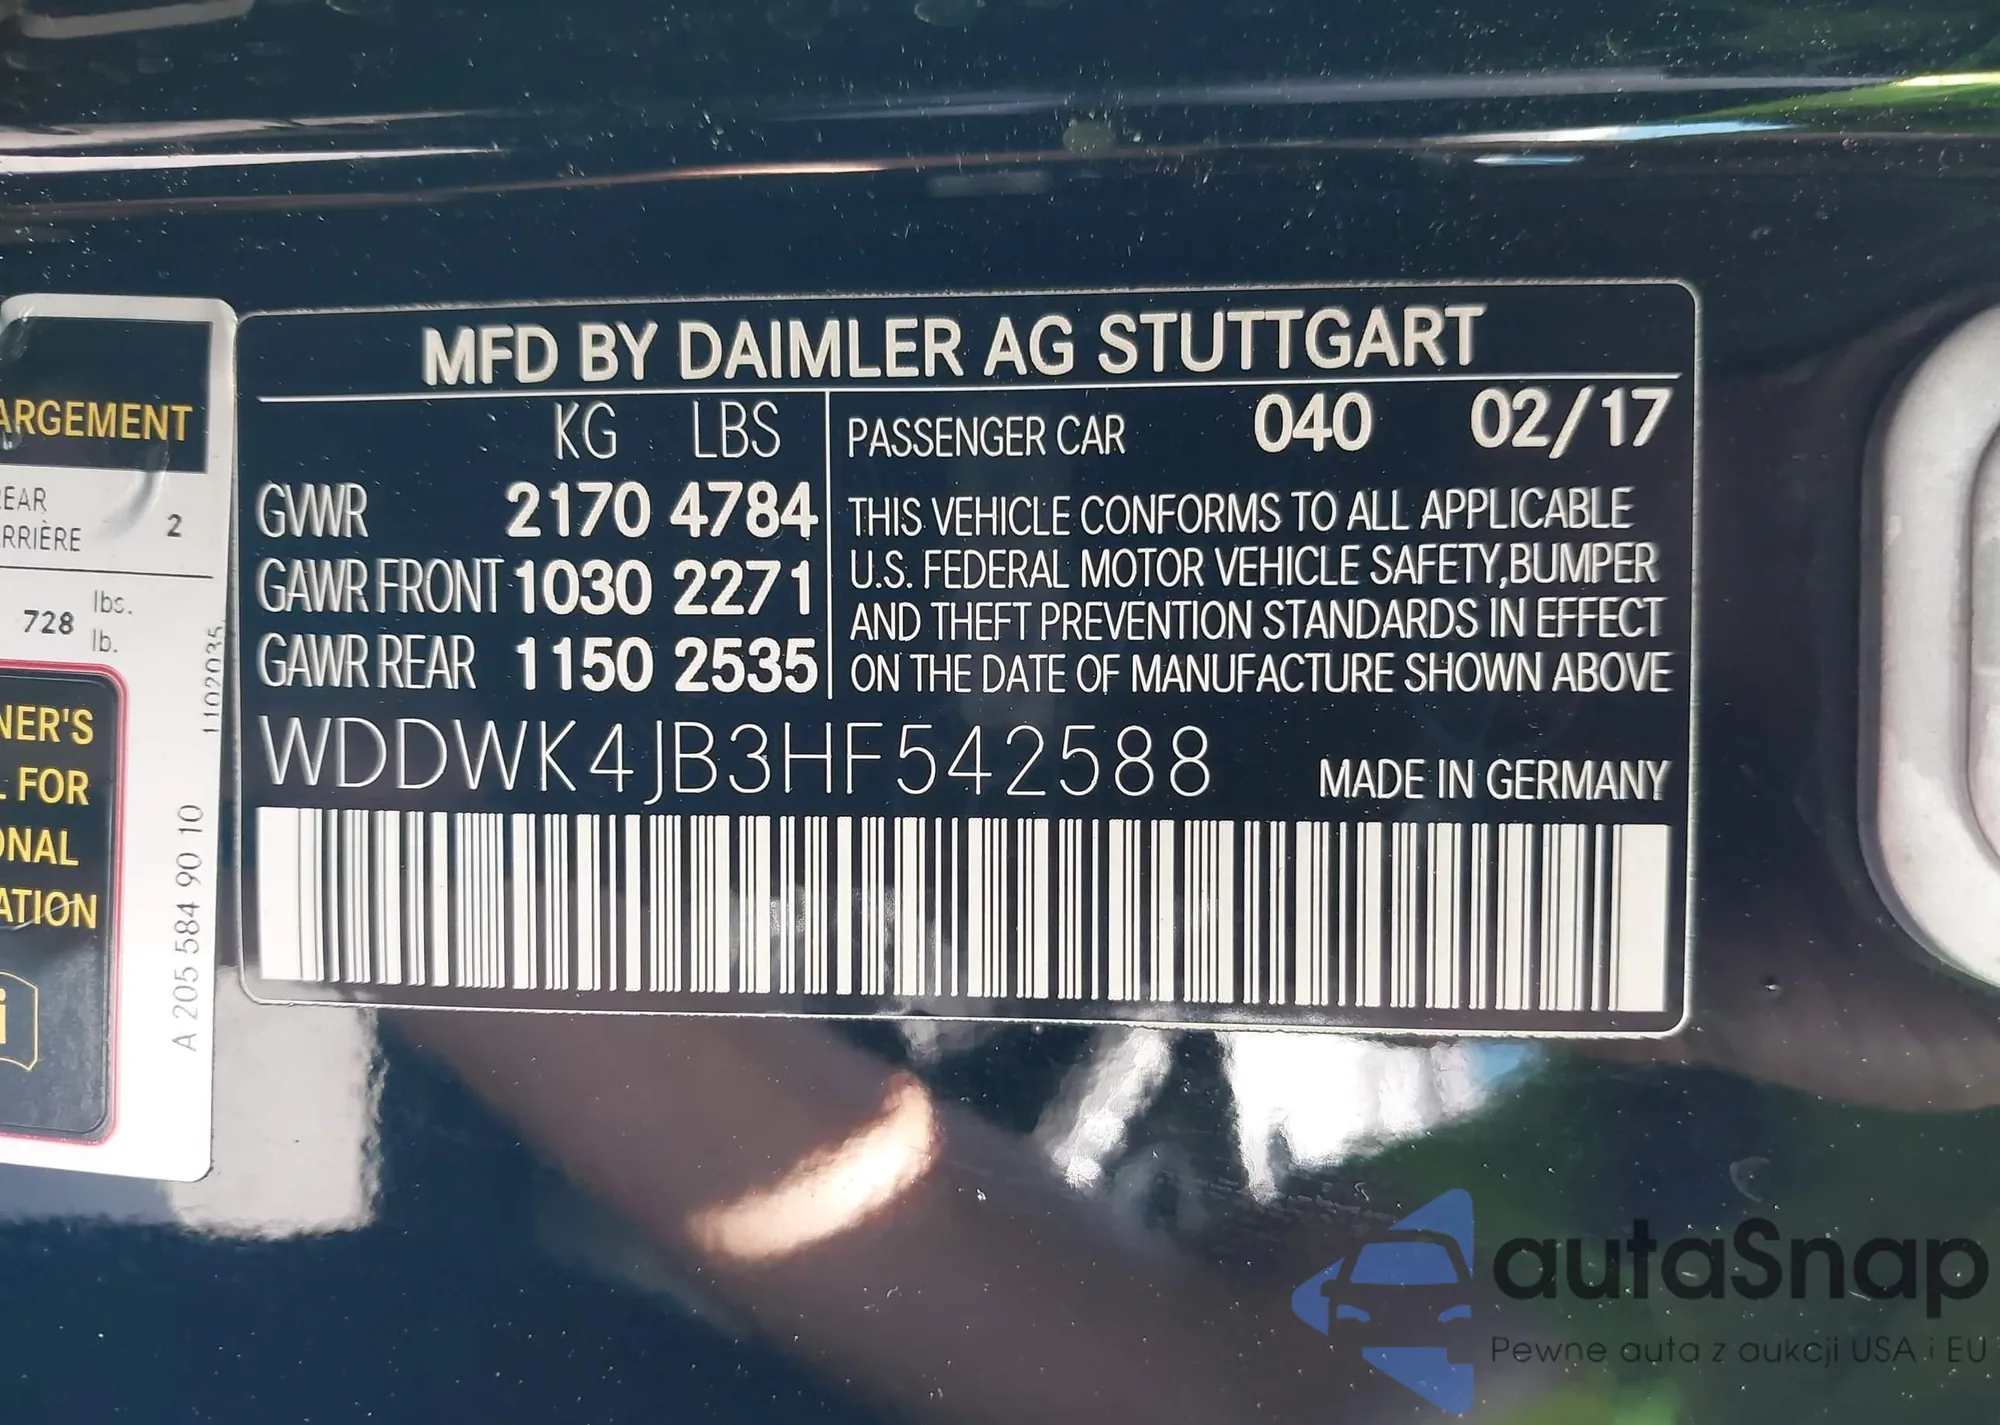 ARGEMENT
EAR
RRIÈRE 2
728 lbs.
lb.
NER'S
L FOR
ONAL
ATION
i
1102035
A 205 584 90 10
MFD BY DAIMLER AG STUTTGART
KG LBS
GVWR 2170 4784
GAWR FRONT 1030 2271
GAWR REAR 1150 2535
PASSENGER CAR 040 02/17
THIS VEHICLE CONFORMS TO ALL APPLICABLE
U.S. FEDERAL MOTOR VEHICLE SAFETY,BUMPER
AND THEFT PREVENTION STANDARDS IN EFFECT
ON THE DATE OF MANUFACTURE SHOWN ABOVE
WDDWK4JB3HF542588
MADE IN GERMANY
autaSnap
Pewne auta z aukcji USA i EU